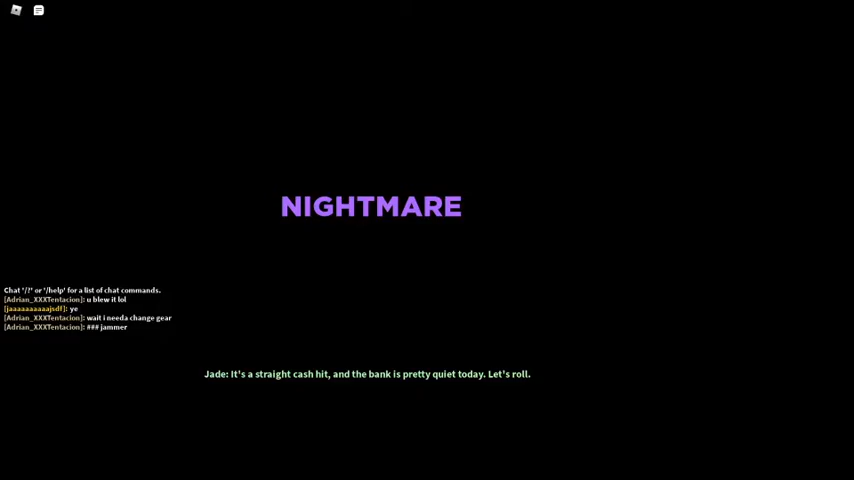 NIGHTMARE
Chat '/?' or '/help' for a list of chat commands.
[Adrian_XXXTentacion]: u blew it lol
[jaaaaaaaaaajsdf]: ye
[Adrian_XXXTentacion]: wait i needa change gear
[Adrian_XXXTentacion]: ### jammer
Jade: It's a straight cash hit, and the bank is pretty quiet today. Let's roll.